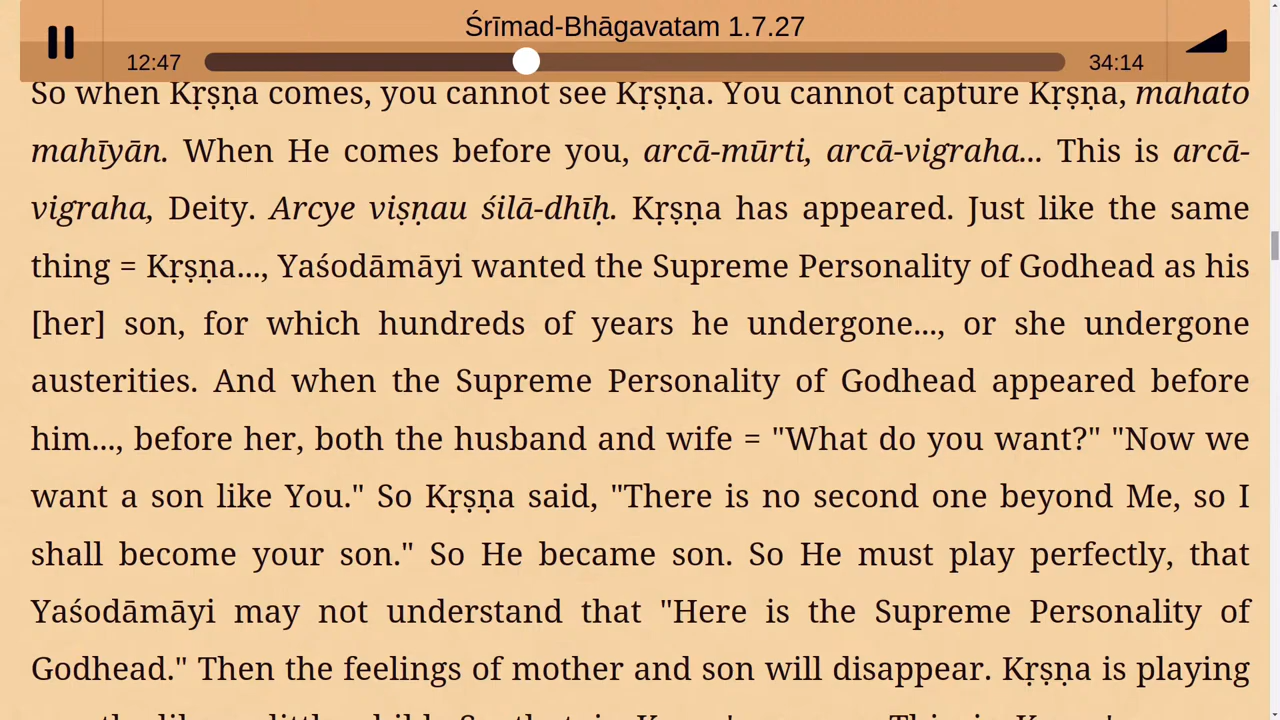 Śrīmad-Bhāgavatam 1.7.27
12:47
34:14
So when Kṛṣṇa comes, you cannot see Kṛṣṇa. You cannot capture Kṛṣṇa, mahato
mahīyān. When He comes before you, arcā-mūrti, arcā-vigraha... This is arcā-
vigraha, Deity. Arcye viṣṇau śilā-dhīḥ. Kṛṣṇa has appeared. Just like the same
thing = Kṛṣṇa..., Yaśodāmāyi wanted the Supreme Personality of Godhead as his
[her] son, for which hundreds of years he undergone..., or she undergone
austerities. And when the Supreme Personality of Godhead appeared before
him..., before her, both the husband and wife = "What do you want?" "Now we
want a son like You." So Kṛṣṇa said, "There is no second one beyond Me, so I
shall become your son." So He became son. So He must play perfectly, that
Yaśodāmāyi may not understand that "Here is the Supreme Personality of
Godhead." Then the feelings of mother and son will disappear. Kṛṣṇa is playing